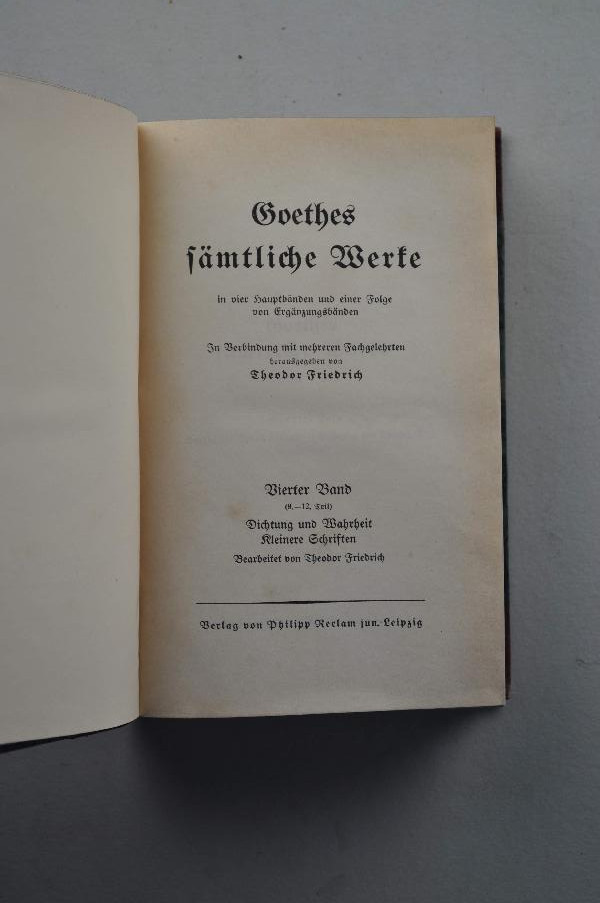 Goethes
sämtliche Werke
in vier Hauptbänden und einer Folge
von Ergänzungsbänden
In Verbindung mit mehreren Fachgelehrten
herausgegeben von
Theodor Friedrich
Vierter Band
(9.—12. Teil)
Dichtung und Wahrheit
Kleinere Schriften
Bearbeitet von Theodor Friedrich
Verlag von Philipp Reclam jun. Leipzig